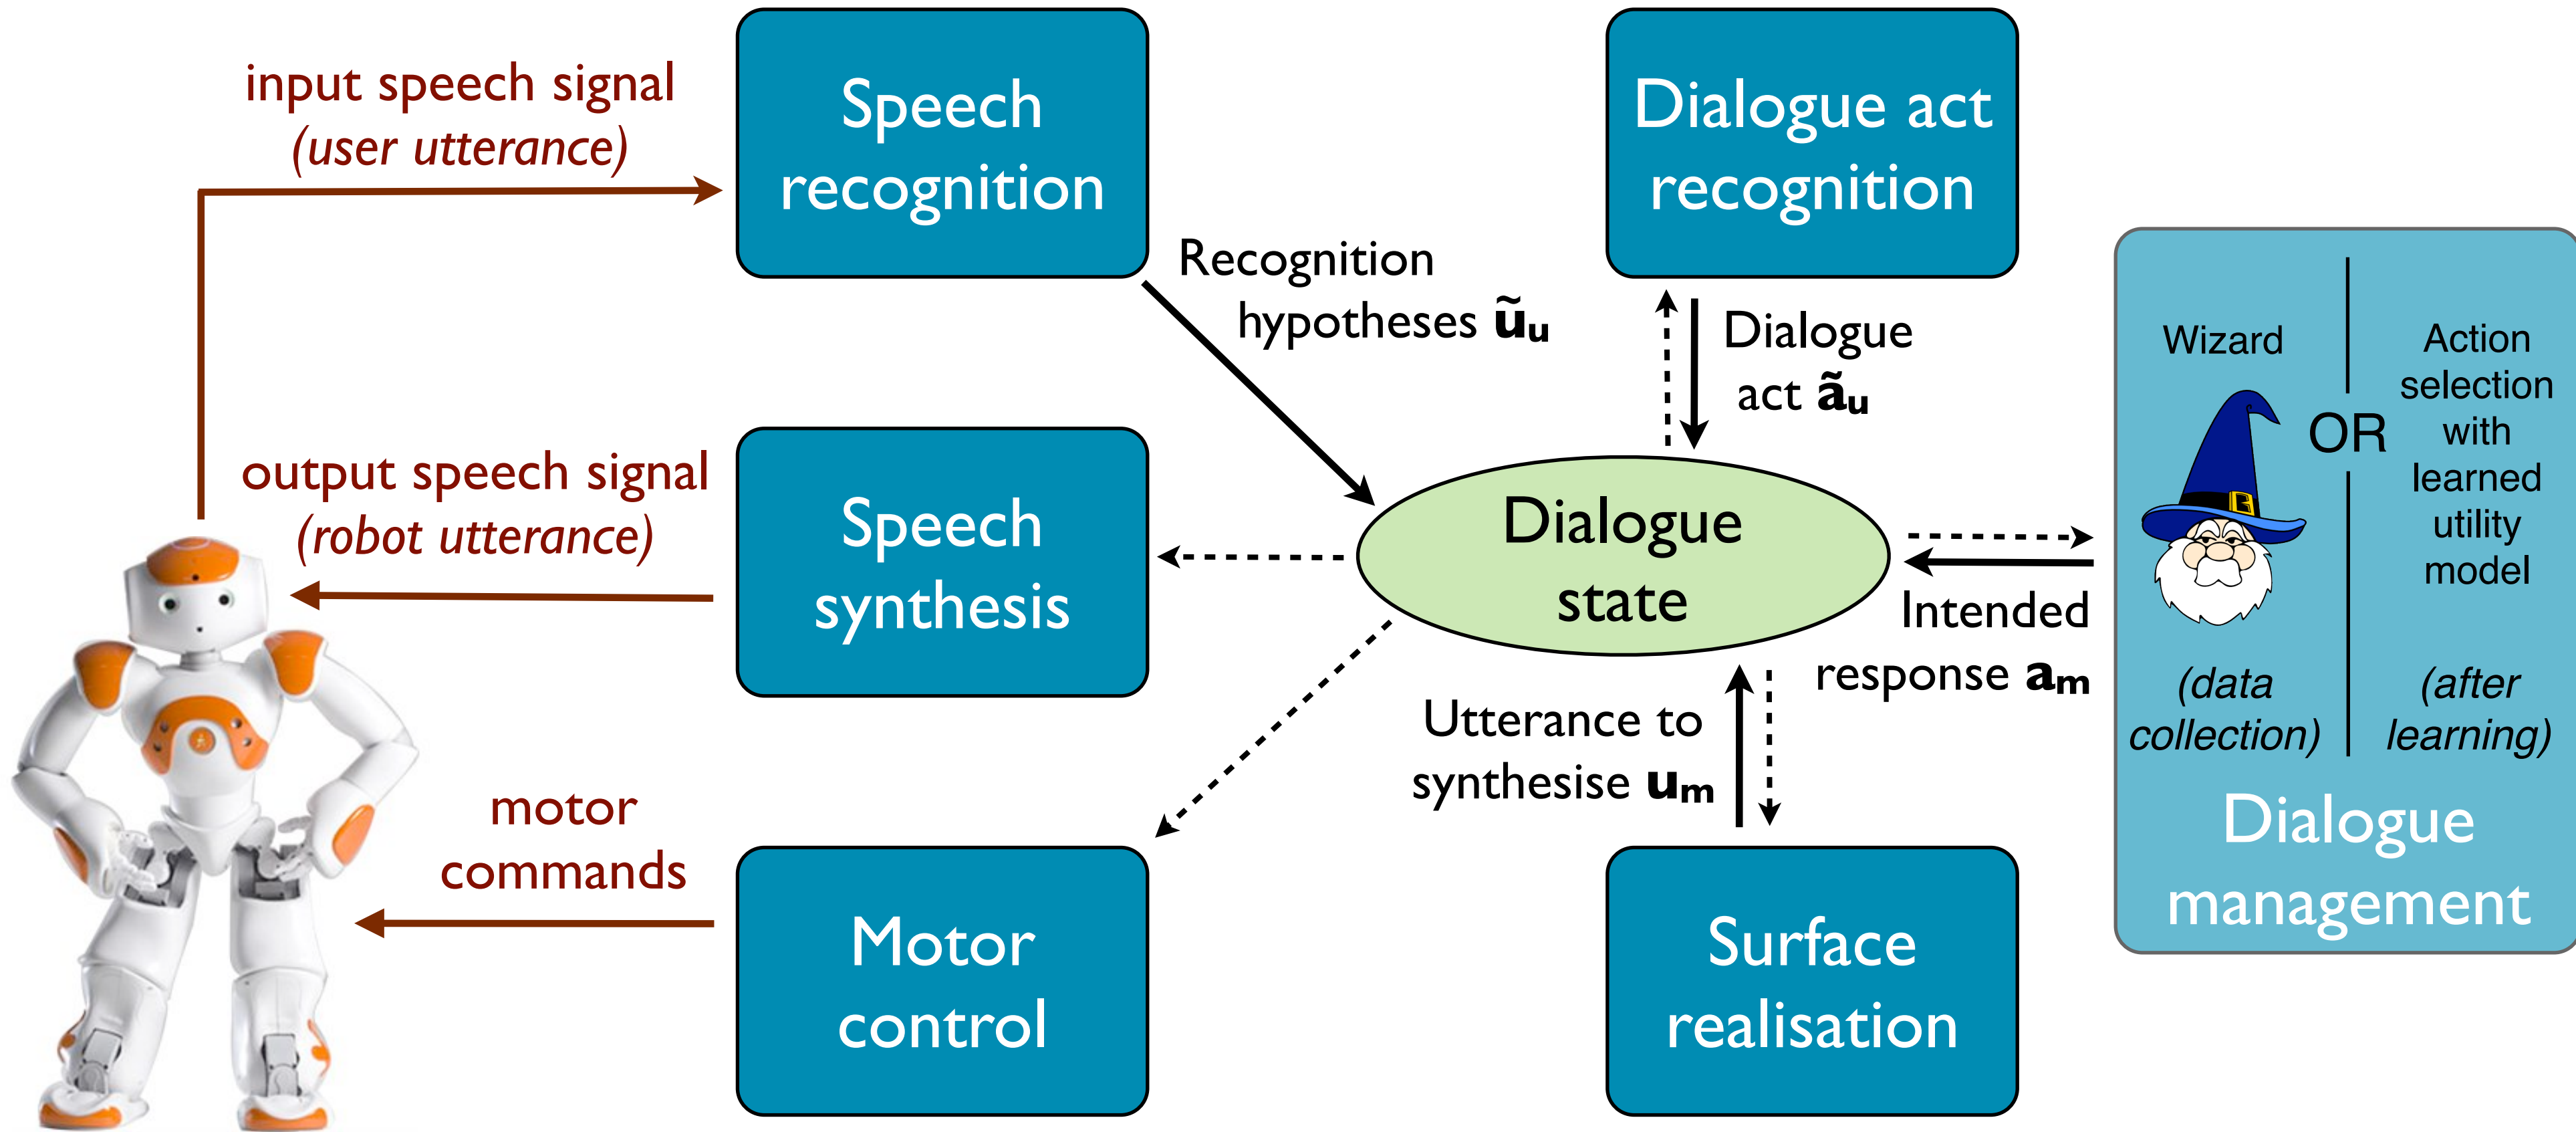 input speech signal
(user utterance)
Speech
recognition
Dialogue act
recognition
Recognition
hypotheses ũu
Dialogue
act ãu
output speech signal
(robot utterance)
Speech
synthesis
Dialogue
state
Wizard
OR
Action
selection
with
learned
utility
model
(data
collection)
(after
learning)
Dialogue
management
Intended
response am
Utterance to
synthesise um
motor
commands
Motor
control
Surface
realisation